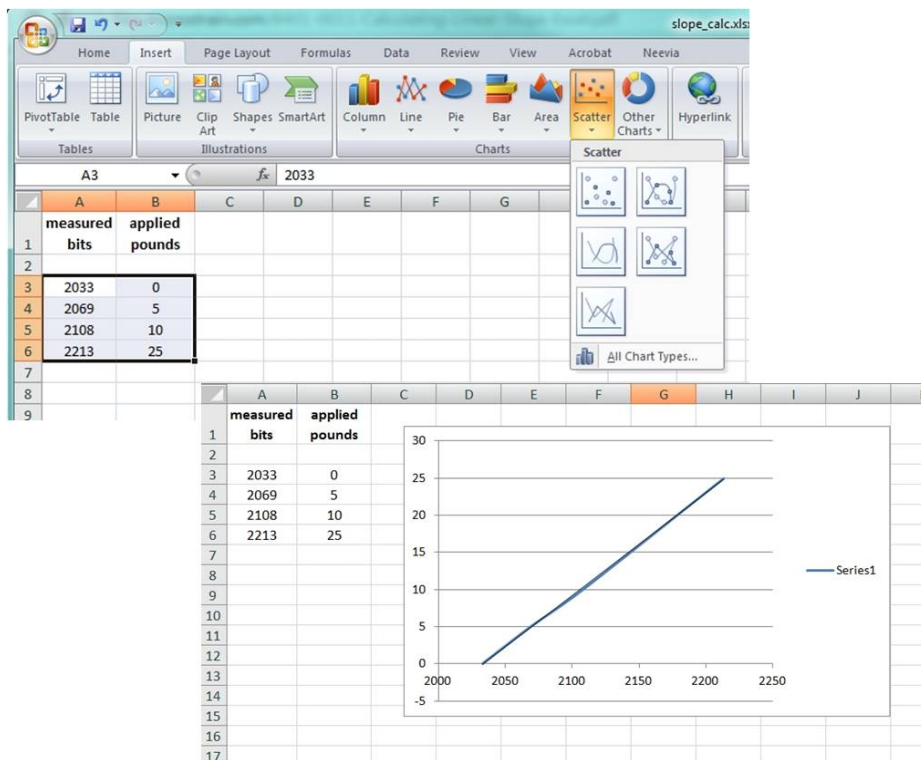 slope_calc.xlsx
Home Insert Page Layout Formulas Data Review View Acrobat Neevia
PivotTable Table Picture Clip Art Shapes SmartArt Column Line Pie Bar Area Scatter Other Charts Hyperlink
Tables Illustrations Charts
Scatter
A3 fx 2033
A B C D E F G
1 measured bits applied pounds
2
3 2033 0
4 2069 5
5 2108 10
6 2213 25
7
8
9
All Chart Types...
A B C D E F G H I J
1 measured bits applied pounds
2
3 2033 0
4 2069 5
5 2108 10
6 2213 25
7
8
9
10
11
12
13
14
15
16
17
30
25
20
15
10
5
0
-5
2000 2050 2100 2150 2200 2250
Series1